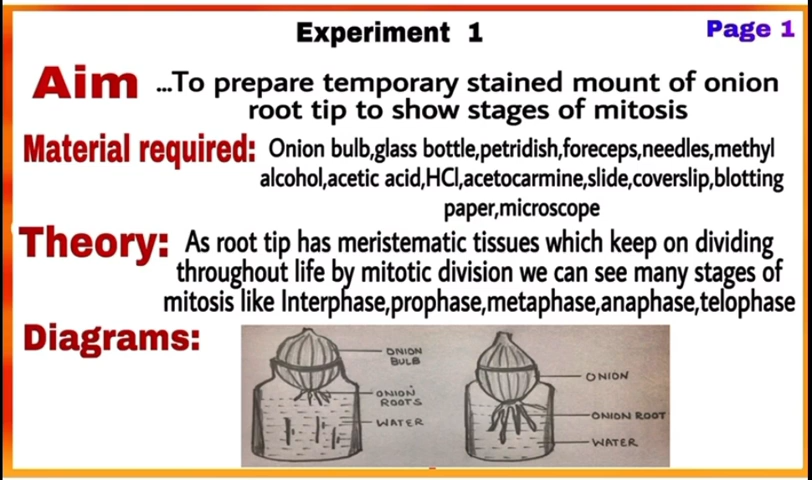 Experiment 1
Page 1
Aim ...To prepare temporary stained mount of onion
root tip to show stages of mitosis
Material required: Onion bulb,glass bottle,petridish,foreceps,needles,methyl
alcohol,acetic acid,HCl,acetocarmine,slide,coverslip,blotting
paper,microscope
Theory: As root tip has meristematic tissues which keep on dividing
throughout life by mitotic division we can see many stages of
mitosis like Interphase,prophase,metaphase,anaphase,telophase
Diagrams:
ONION
BULB
ONION
ROOTS
WATER
ONION
ONION ROOT
WATER